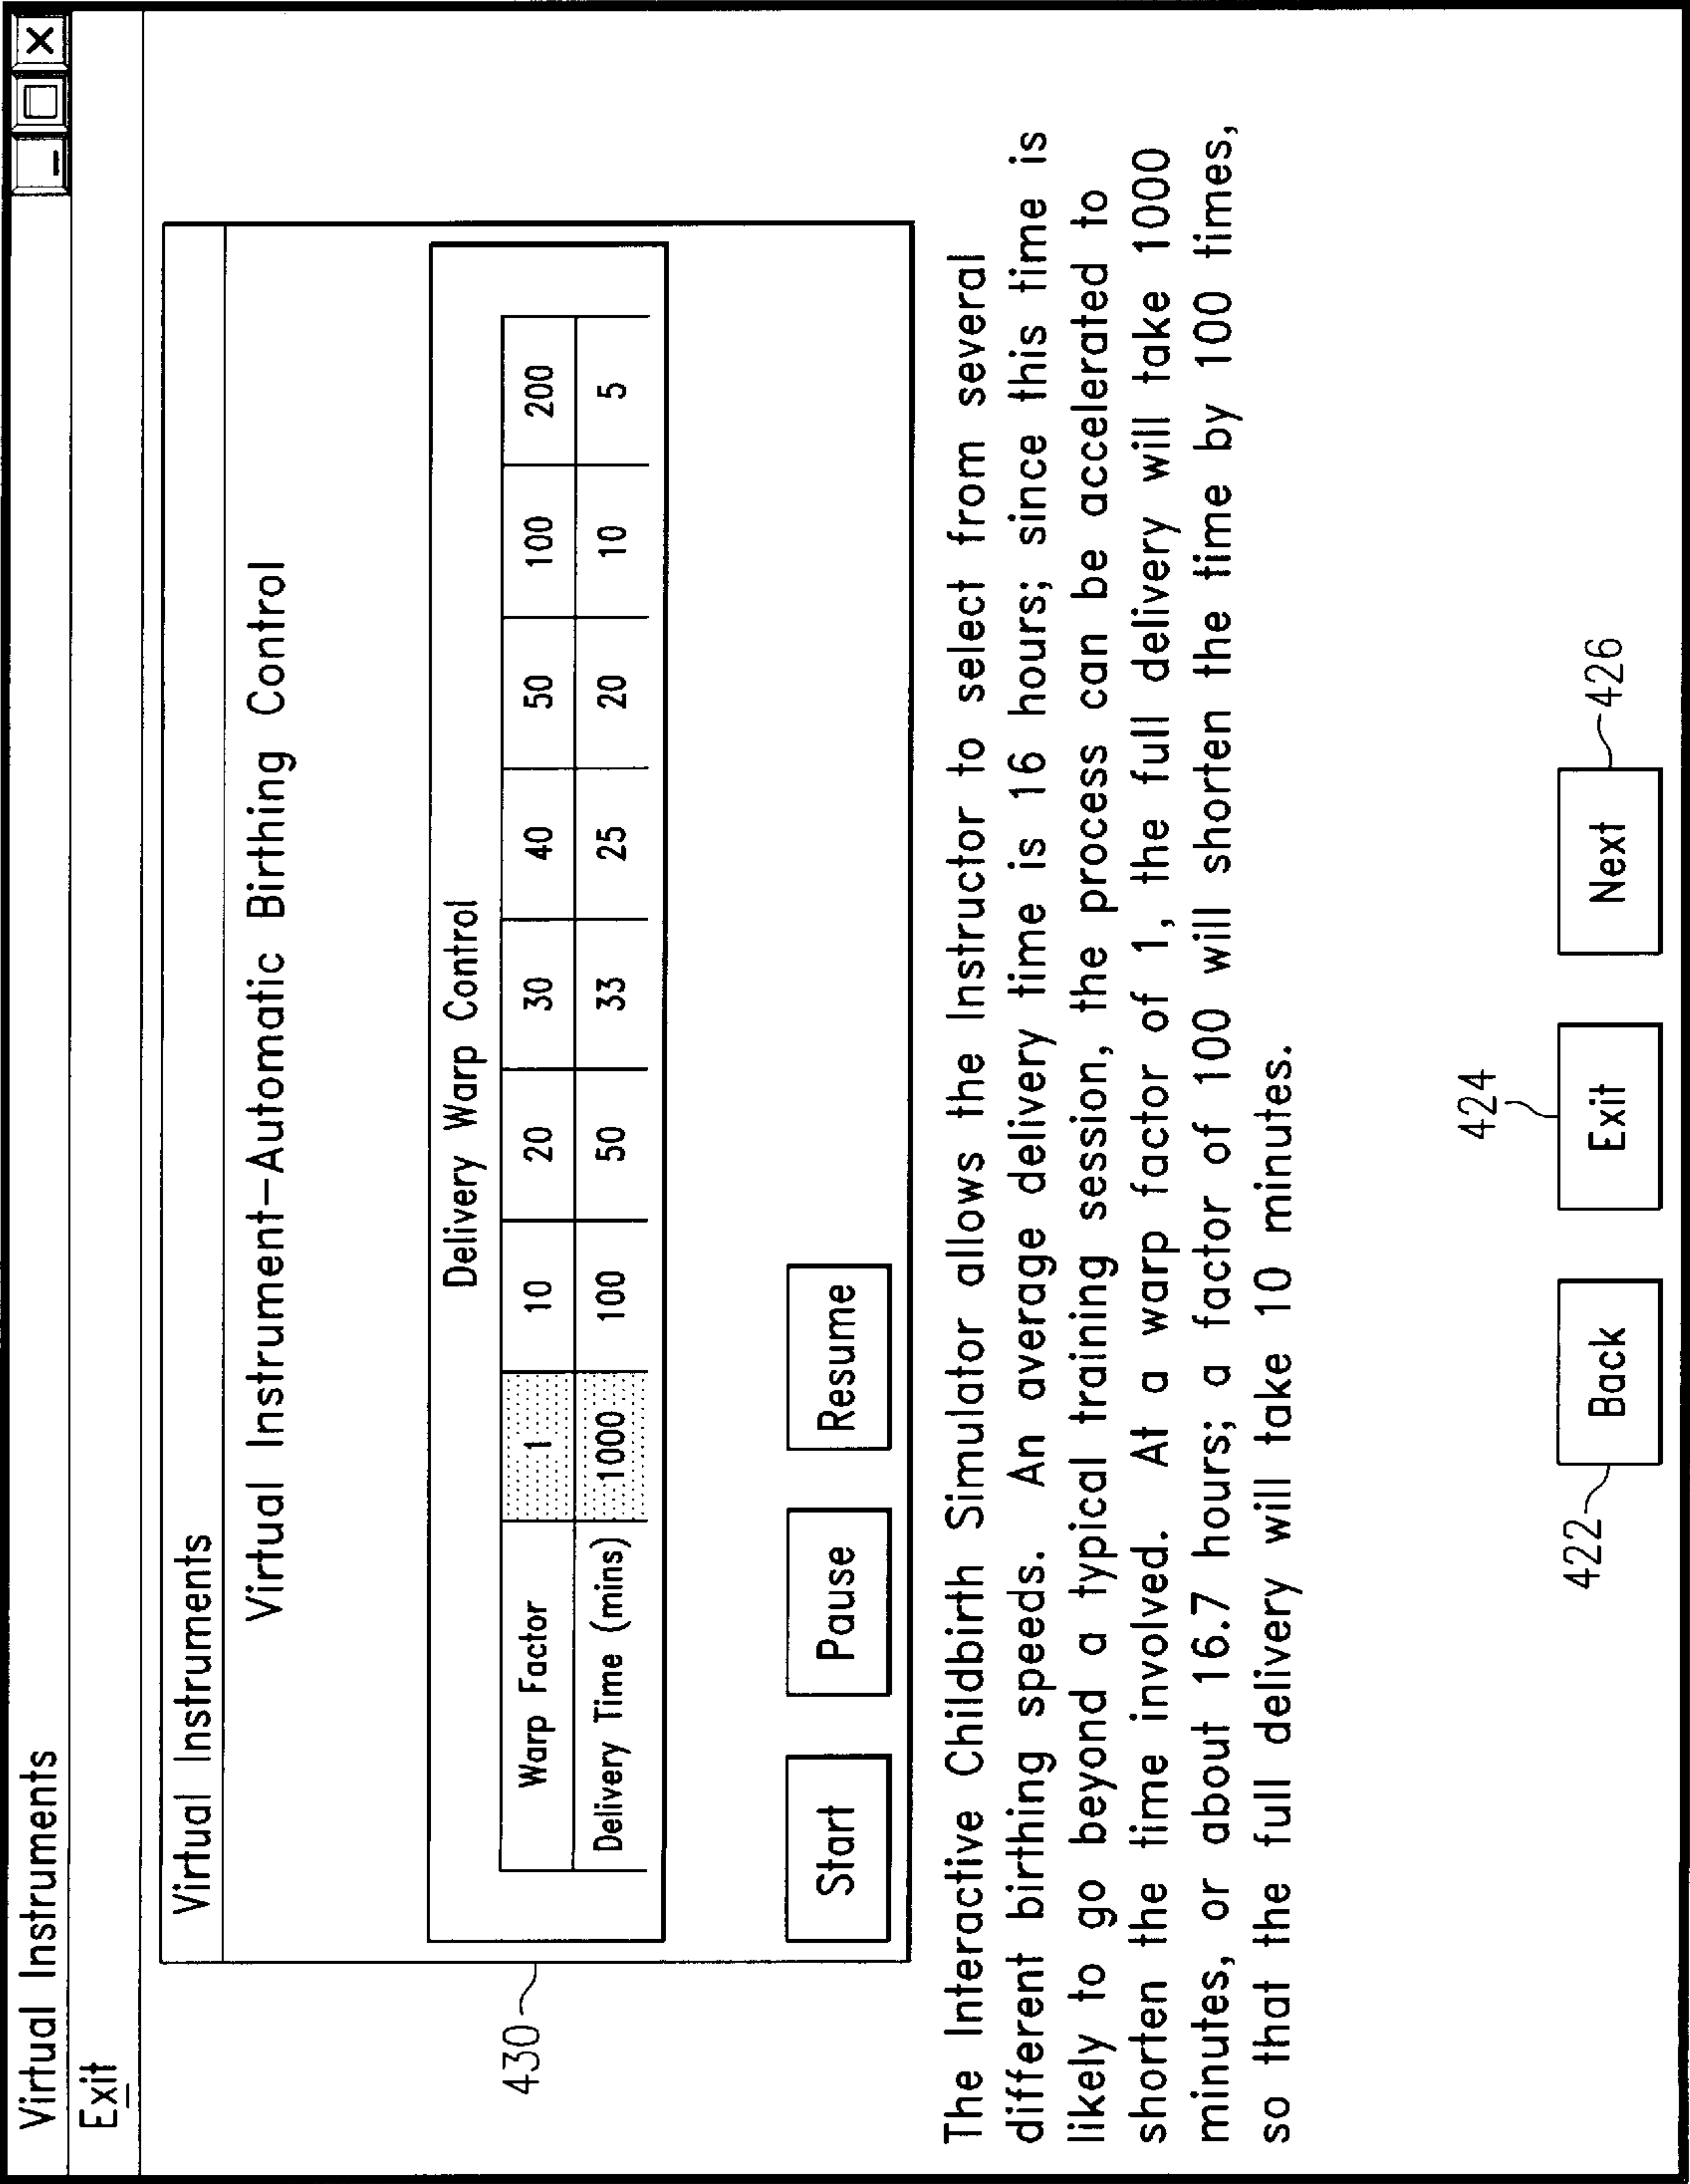 Virtual Instruments
Exit
Virtual Instruments
Virtual Instrument-Automatic Birthing Control
Delivery Warp Control
Warp Factor 1 10 20 30 40 50 100 200
Delivery Time (mins) 1000 100 50 33 25 20 10 5
430
Start Pause Resume
The Interactive Childbirth Simulator allows the Instructor to select from several
different birthing speeds. An average delivery time is 16 hours; since this time is
likely to go beyond a typical training session, the process can be accelerated to
shorten the time involved. At a warp factor of 1, the full delivery will take 1000
minutes, or about 16.7 hours; a factor of 100 will shorten the time by 100 times,
so that the full delivery will take 10 minutes.
424
422 Back Exit Next 426